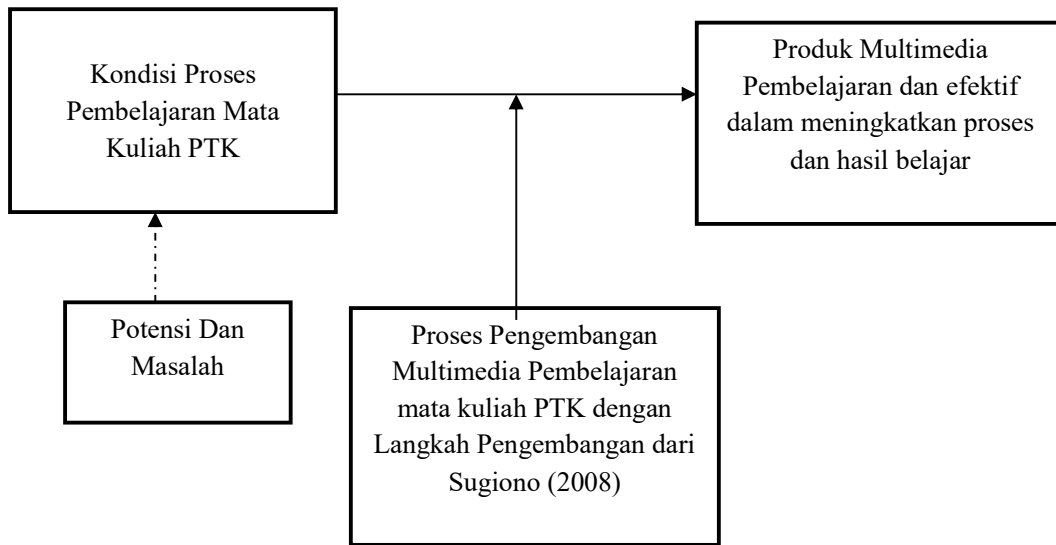 Kondisi Proses
Pembelajaran Mata
Kuliah PTK
Produk Multimedia
Pembelajaran dan efektif
dalam meningkatkan proses
dan hasil belajar
Potensi Dan
Masalah
Proses Pengembangan
Multimedia Pembelajaran
mata kuliah PTK dengan
Langkah Pengembangan dari
Sugiono (2008)